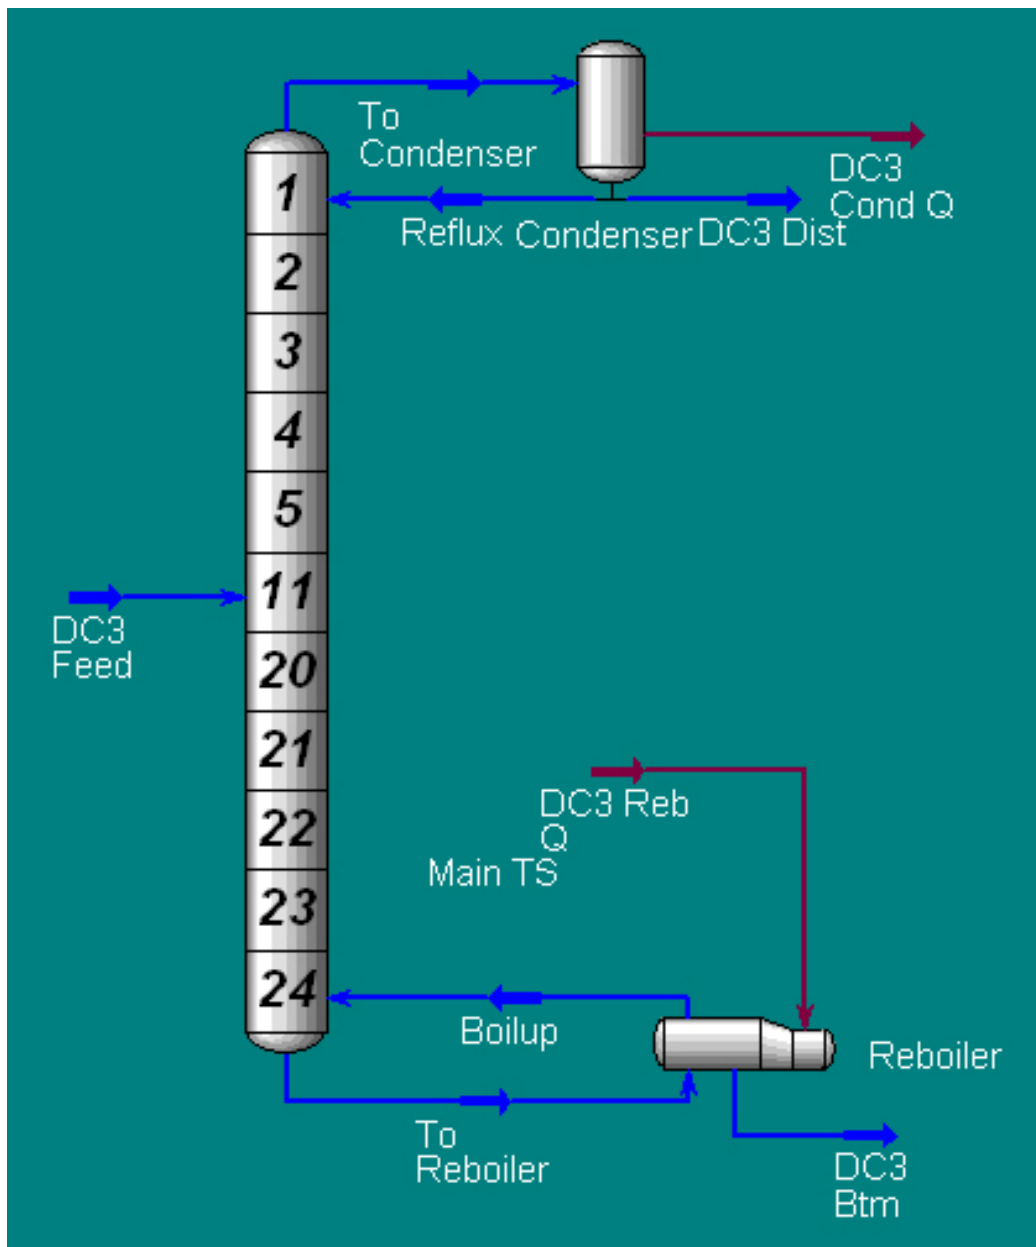 To
Condenser
DC3
Cond Q
1
Reflux Condenser DC3 Dist
2
3
4
5
11
DC3
Feed
20
21
DC3 Reb
Q
22
Main TS
23
24
Boilup
Reboiler
To
Reboiler
DC3
Btm